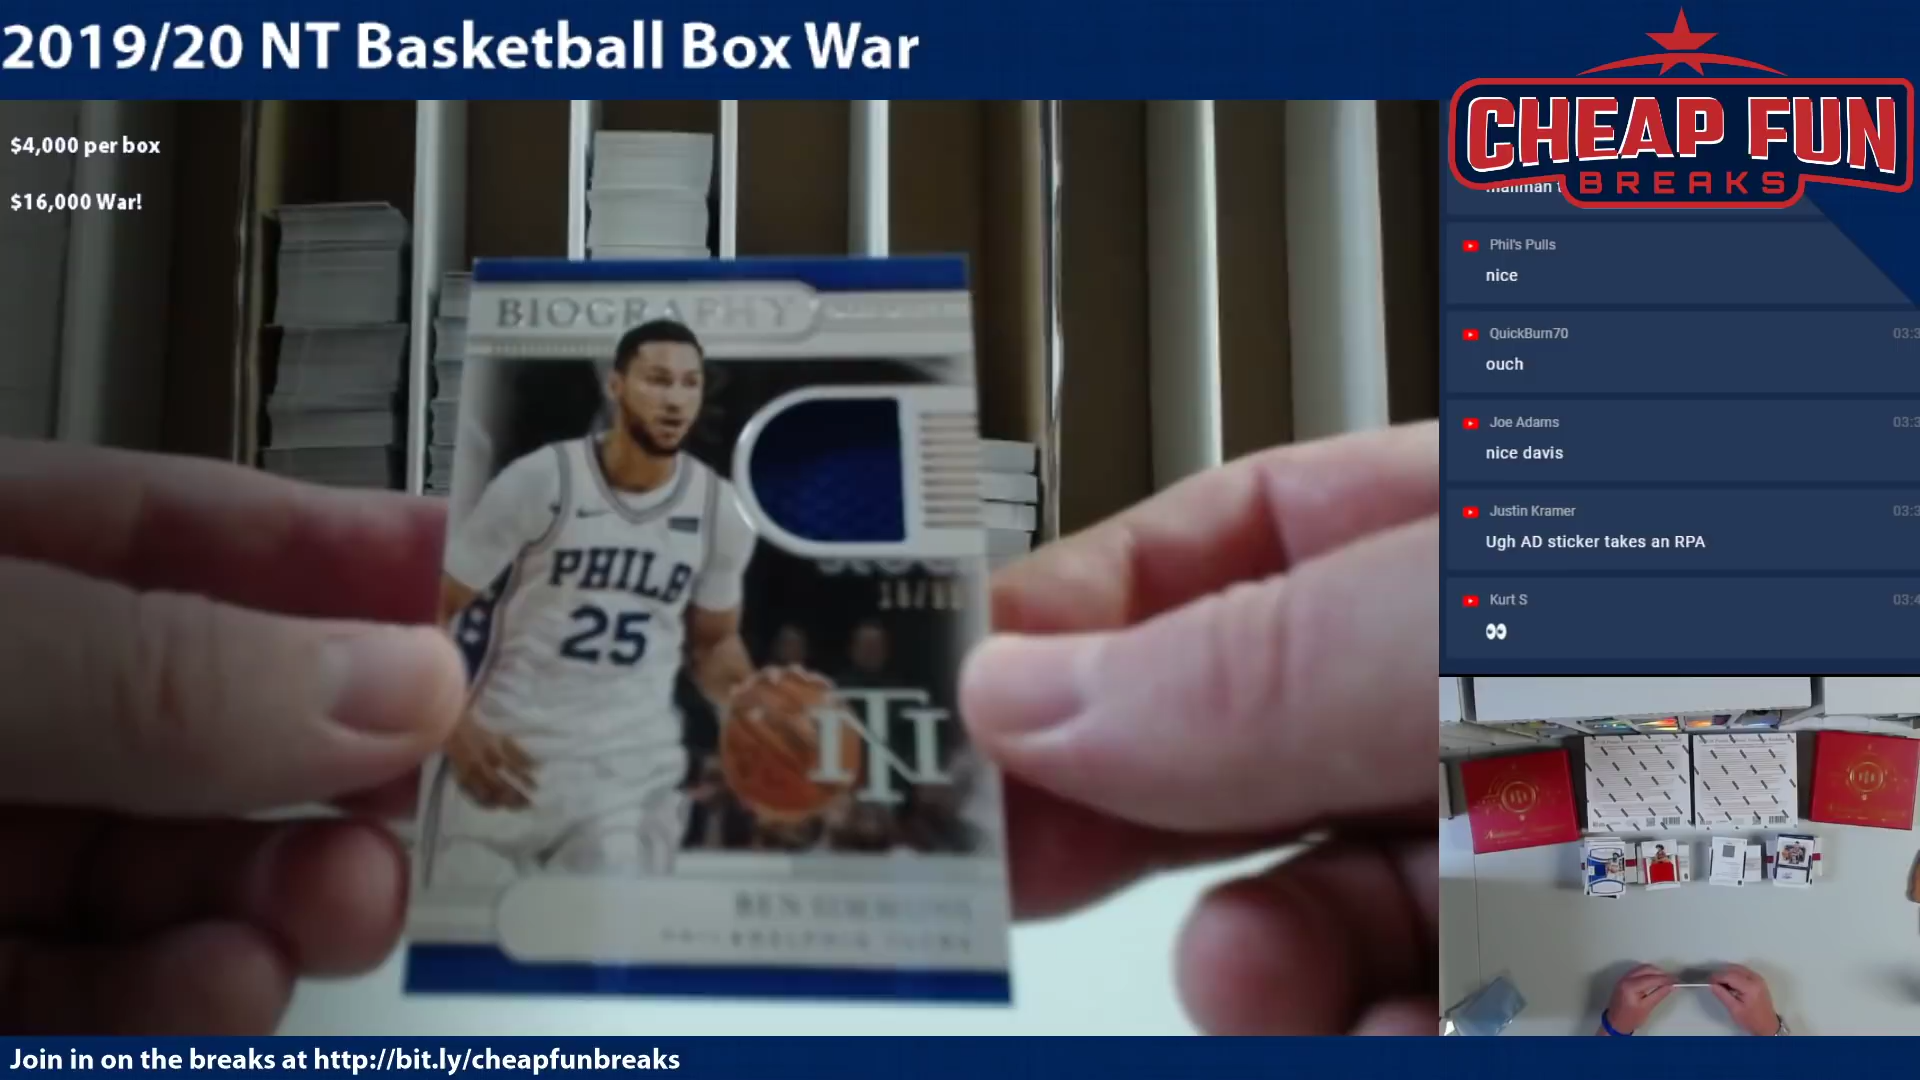 2019/20 NT Basketball Box War
$4,000 per box
$16,000 War!
CHEAP FUN
BREAKS
Phil's Pulls
nice
QuickBurn70
ouch
Joe Adams
nice davis
Justin Kramer
Ugh AD sticker takes an RPA
Kurt S
BIOGRAPHY
PHILA
25
NT
BEN SIMMONS
Join in on the breaks at http://bit.ly/cheapfunbreaks